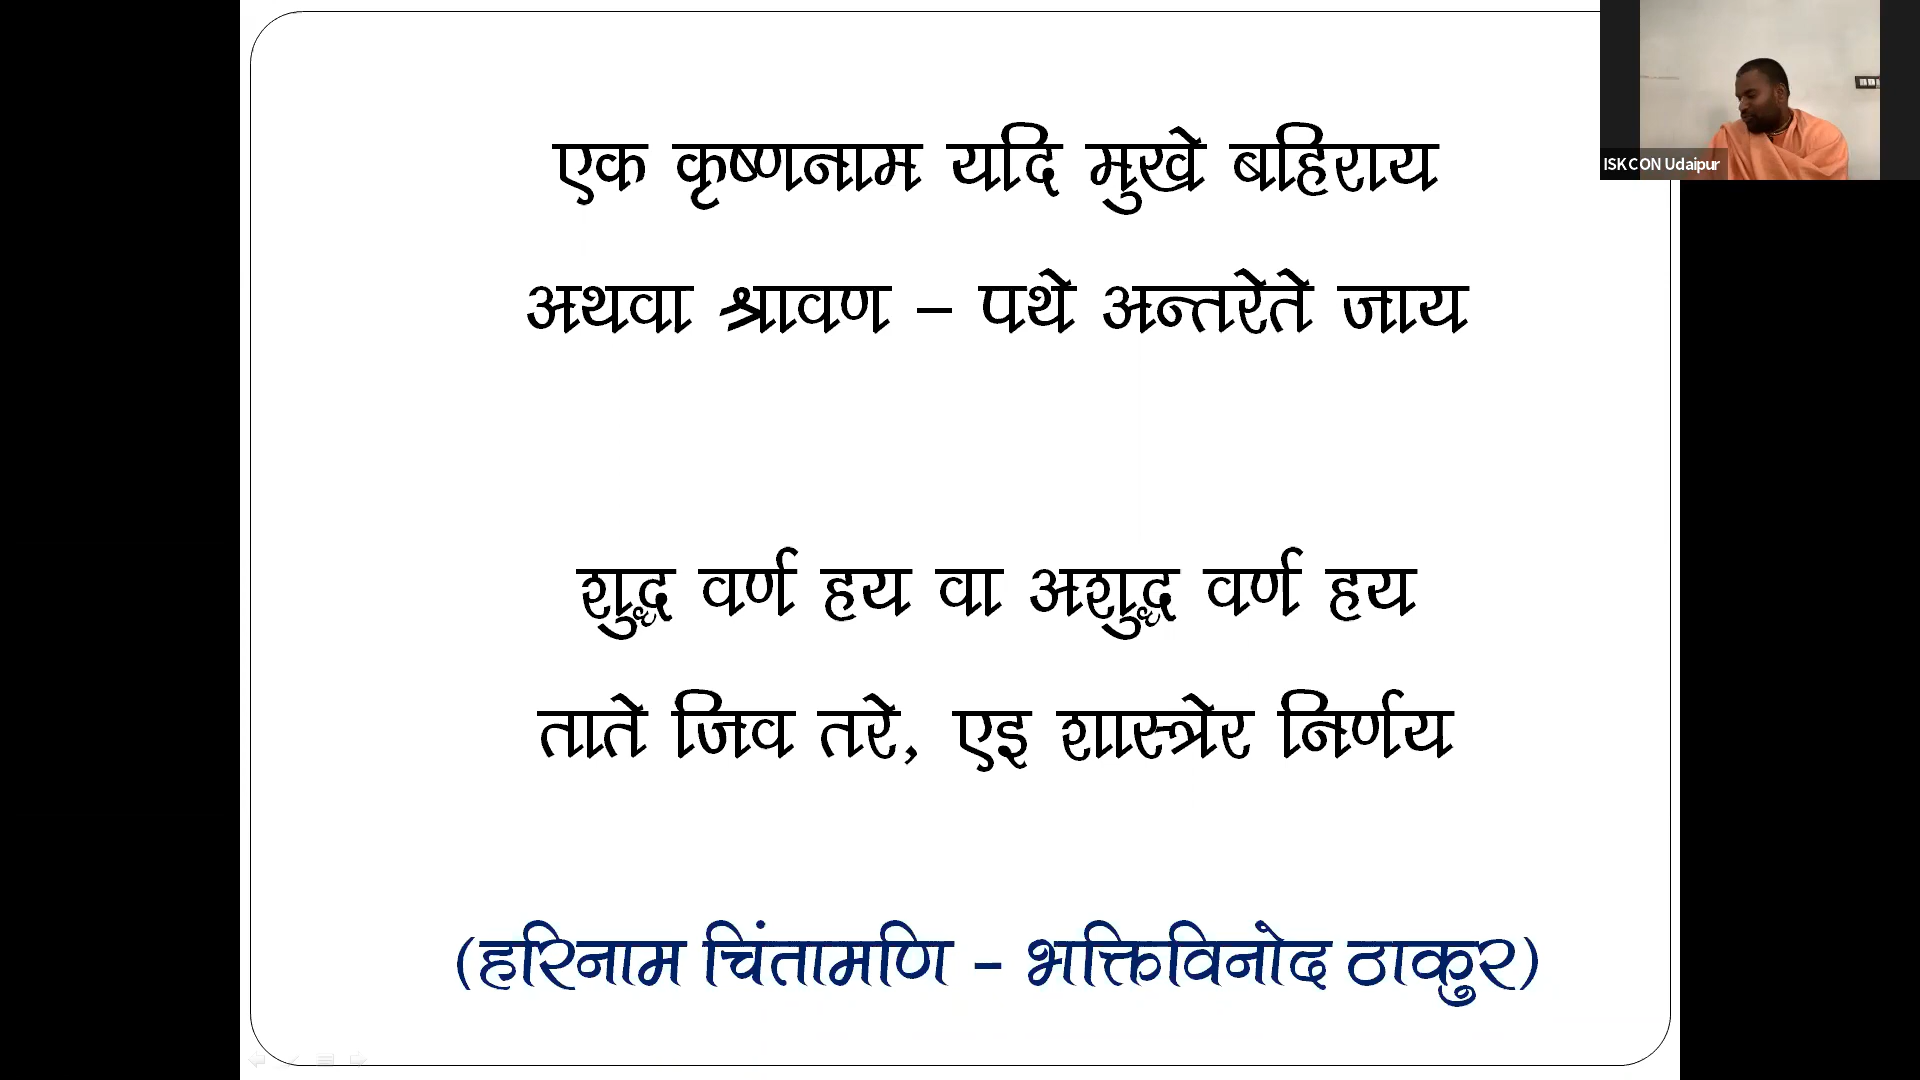 एक कृष्णनाम यदि मुखे बहिराय
अथवा श्रावण – पथे अन्तरेते जाय
शुद्ध वर्ण हय वा अशुद्ध वर्ण हय
ताते जिव तरे, एइ शास्त्रेर निर्णय
(हरिनाम चिंतामणि - भक्तिविनोद ठाकुर)
ISKCON Udaipur